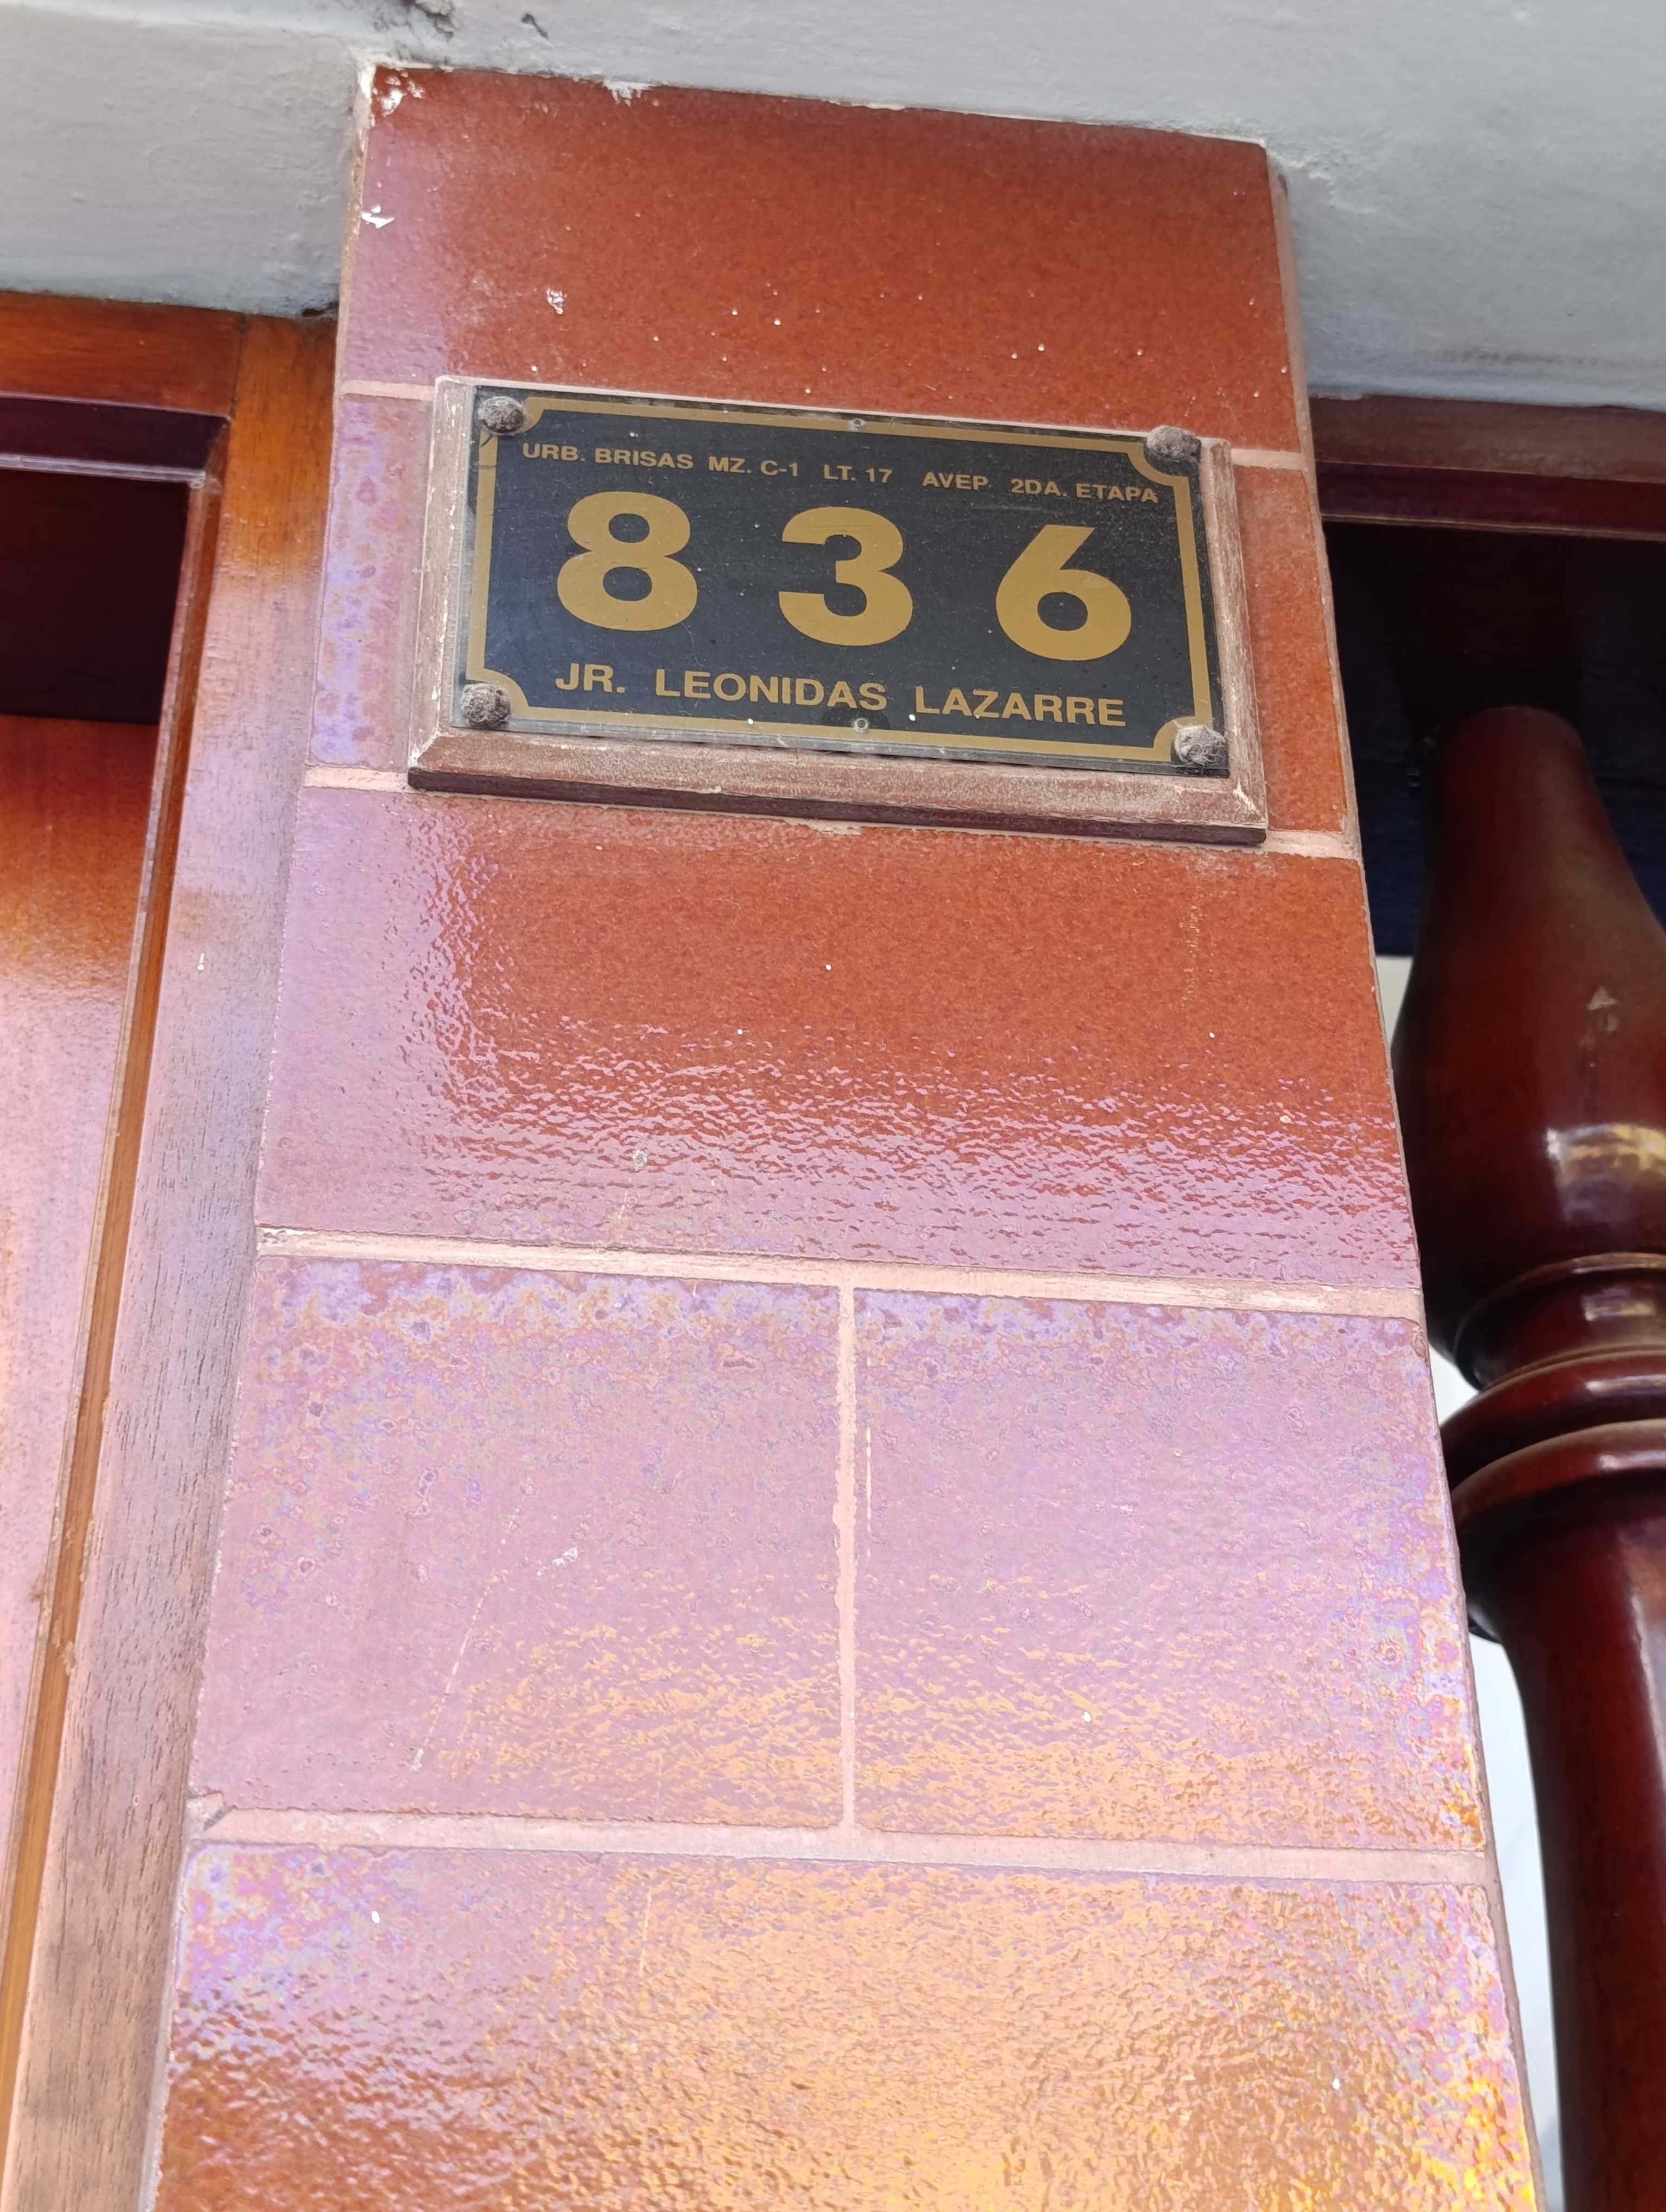 URB. BRISAS MZ. C-1 LT. 17 AVEP 2DA. ETAPA
836
JR. LEONIDAS LAZARRE